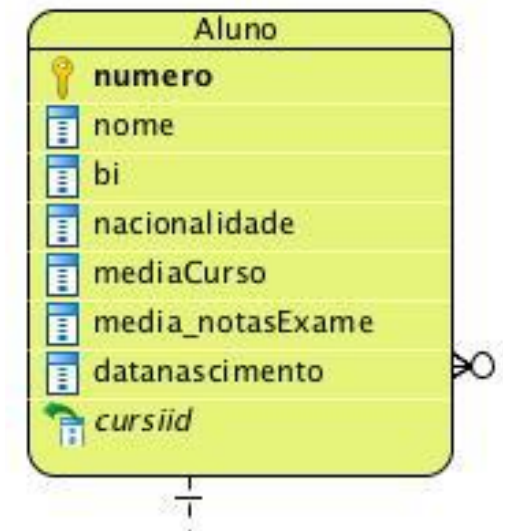 Aluno
numero
nome
bi
nacionalidade
mediaCurso
media_notasExame
datanascimento
cursiid